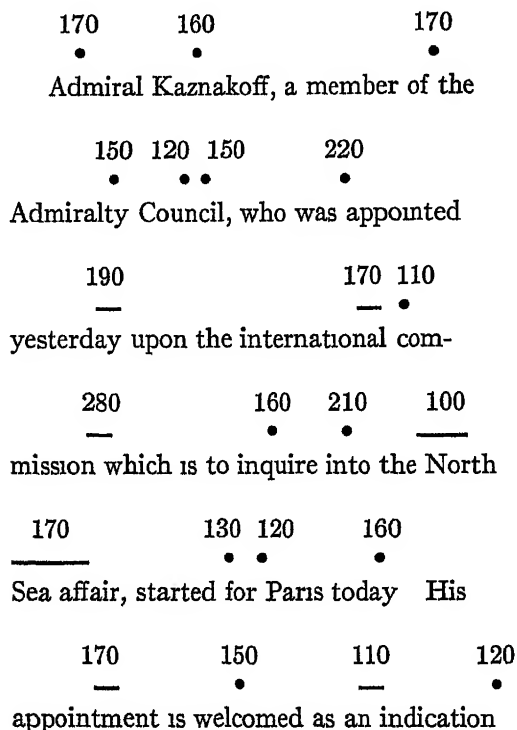 170 160 170
Admiral Kaznakoff, a member of the
150 120 150 220
Admiralty Council, who was appointed
190 170 110
yesterday upon the international com-
280 160 210 100
mission which is to inquire into the North
170 130 120 160
Sea affair, started for Paris today His
170 150 110 120
appointment is welcomed as an indication